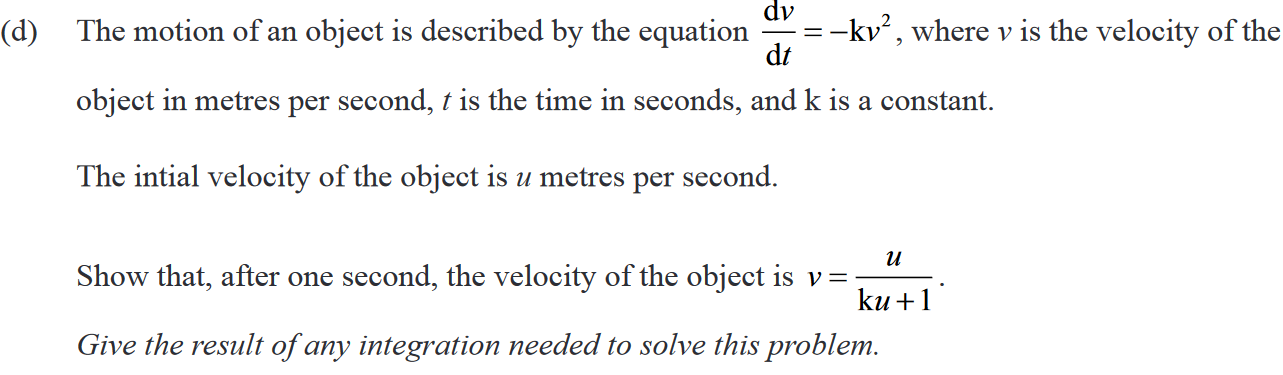 (d) The motion of an object is described by the equation dv/dt = −kv², where v is the velocity of the
object in metres per second, t is the time in seconds, and k is a constant.
The intial velocity of the object is u metres per second.
Show that, after one second, the velocity of the object is v = u/(ku+1).
Give the result of any integration needed to solve this problem.